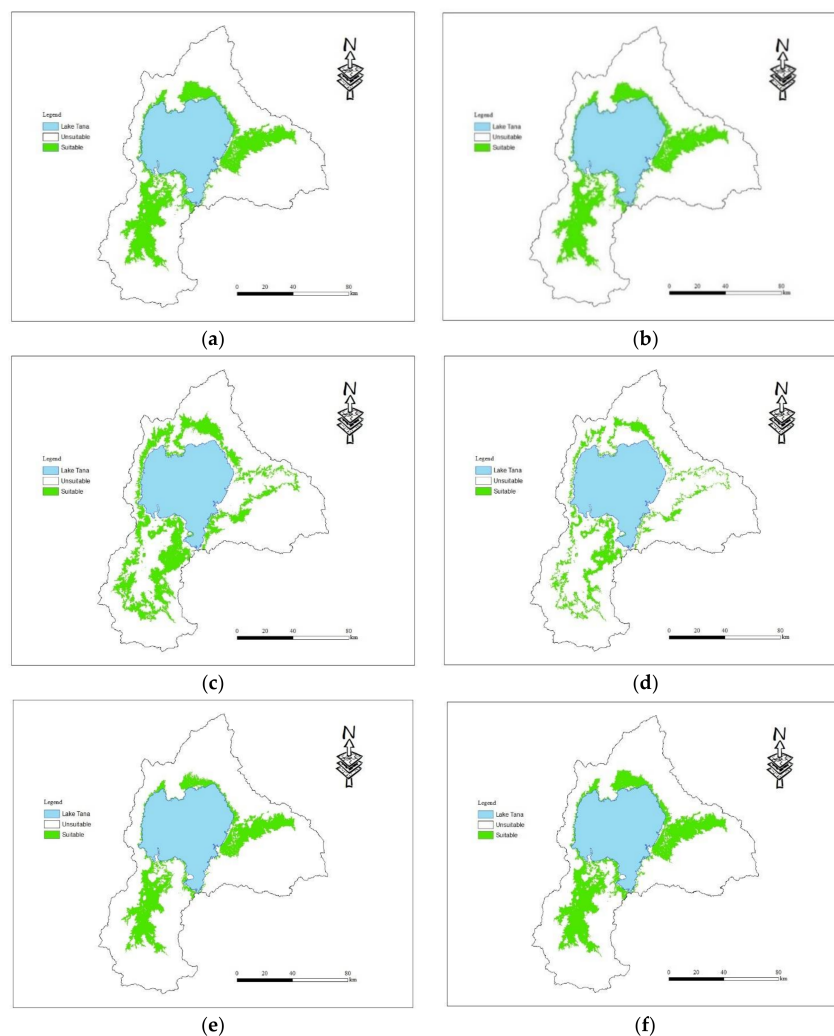 N
Legend
Lake Tana
Unsuitable
Suitable
0 20 40 80
km
(a)
N
Legend
Lake Tana
Unsuitable
Suitable
0 20 40 80
km
(b)
N
Legend
Lake Tana
Unsuitable
Suitable
0 20 40 80
km
(c)
N
Legend
Lake Tana
Unsuitable
Suitable
0 20 40 80
km
(d)
N
Legend
Lake Tana
Unsuitable
Suitable
0 20 40 80
km
(e)
N
Legend
Lake Tana
Unsuitable
Suitable
0 20 40 80
km
(f)